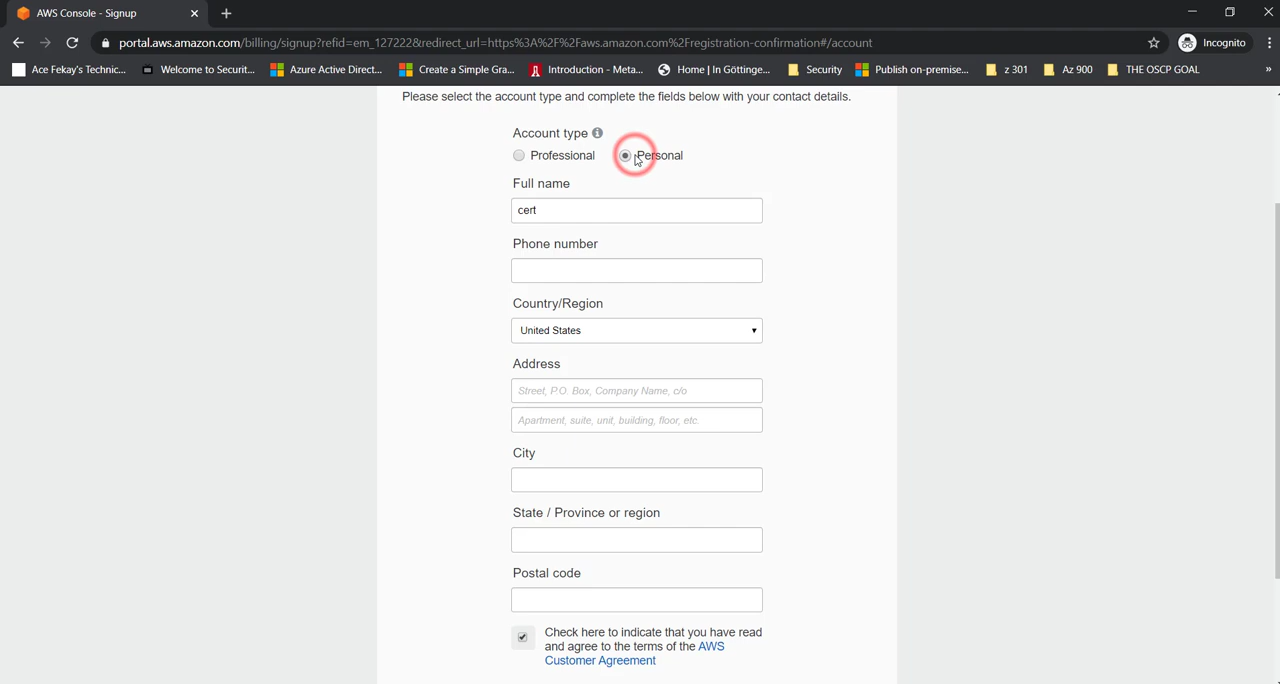 AWS Console - Signup
portal.aws.amazon.com/billing/signup?refid=em_127222&redirect_url=https%3A%2F%2Faws.amazon.com%2Fregistration-confirmation#/account
Incognito
Ace Fekay's Technic...
Welcome to Securit...
Azure Active Direct...
Create a Simple Gra...
Introduction - Meta...
Home | In Göttinge...
Security
Publish on-premise...
z 301
Az 900
THE OSCP GOAL
»
Please select the account type and complete the fields below with your contact details.
Account type
Professional
Personal
Full name
cert
Phone number
Country/Region
United States
Address
Street, P.O. Box, Company Name, c/o
Apartment, suite, unit, building, floor, etc.
City
State / Province or region
Postal code
Check here to indicate that you have read
and agree to the terms of the AWS
Customer Agreement